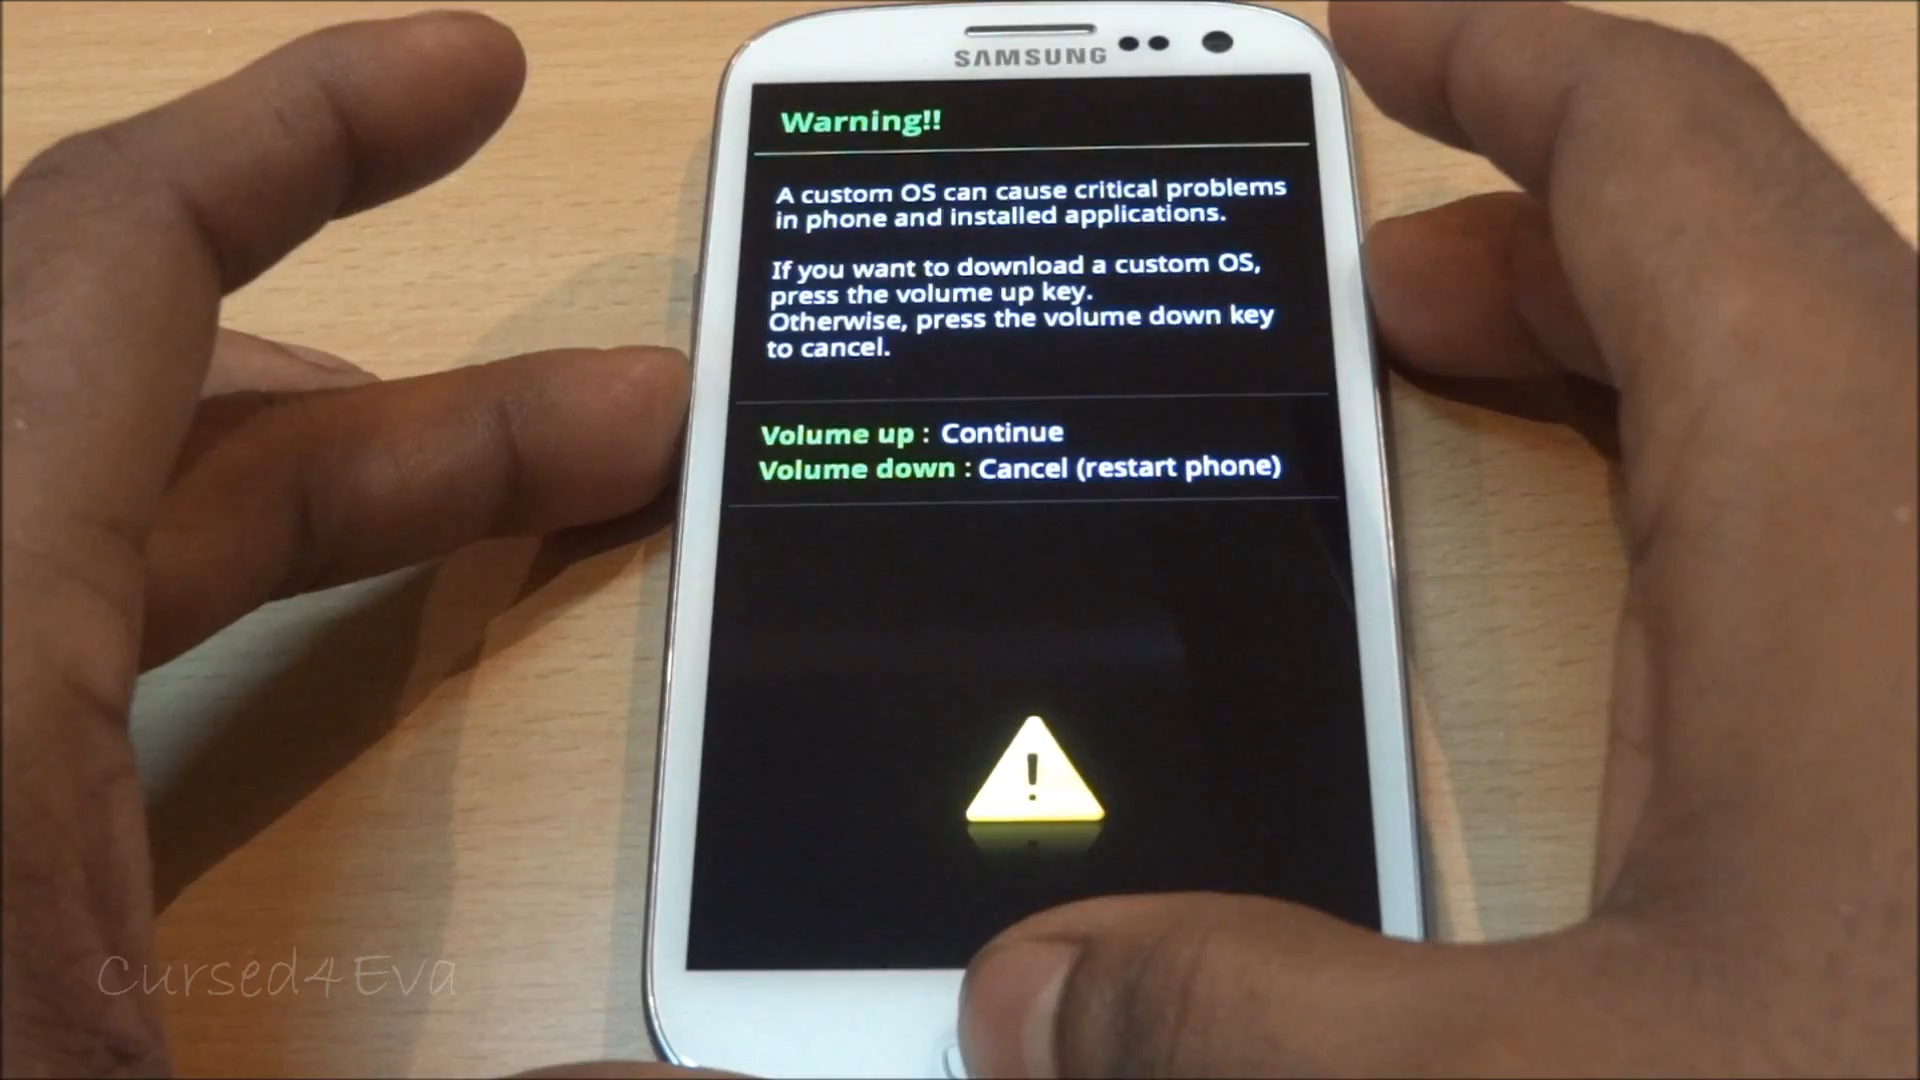 SAMSUNG
Warning!!
A custom OS can cause critical problems
in phone and installed applications.
If you want to download a custom OS,
press the volume up key.
Otherwise, press the volume down key
to cancel.
Volume up : Continue
Volume down : Cancel (restart phone)
!
Cursed4Eva